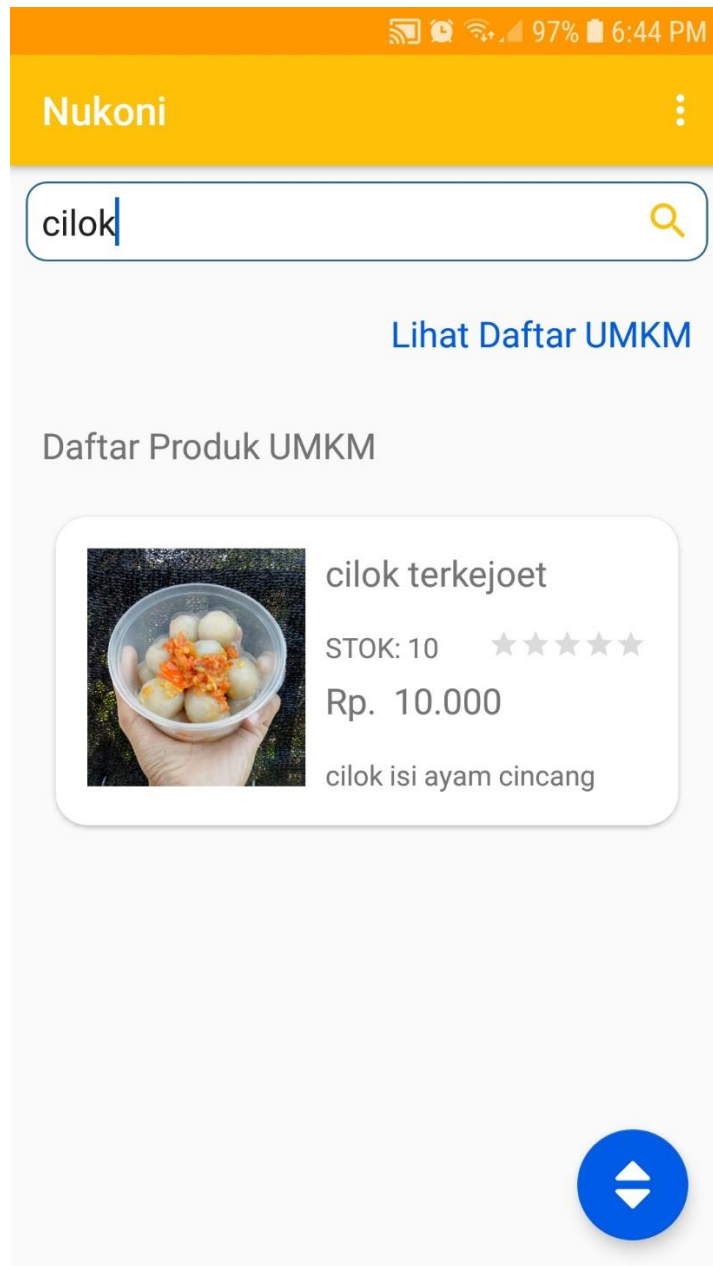 97% 6:44 PM
Nukoni
cilok
Lihat Daftar UMKM
Daftar Produk UMKM
cilok terkejoet
STOK: 10
Rp. 10.000
cilok isi ayam cincang